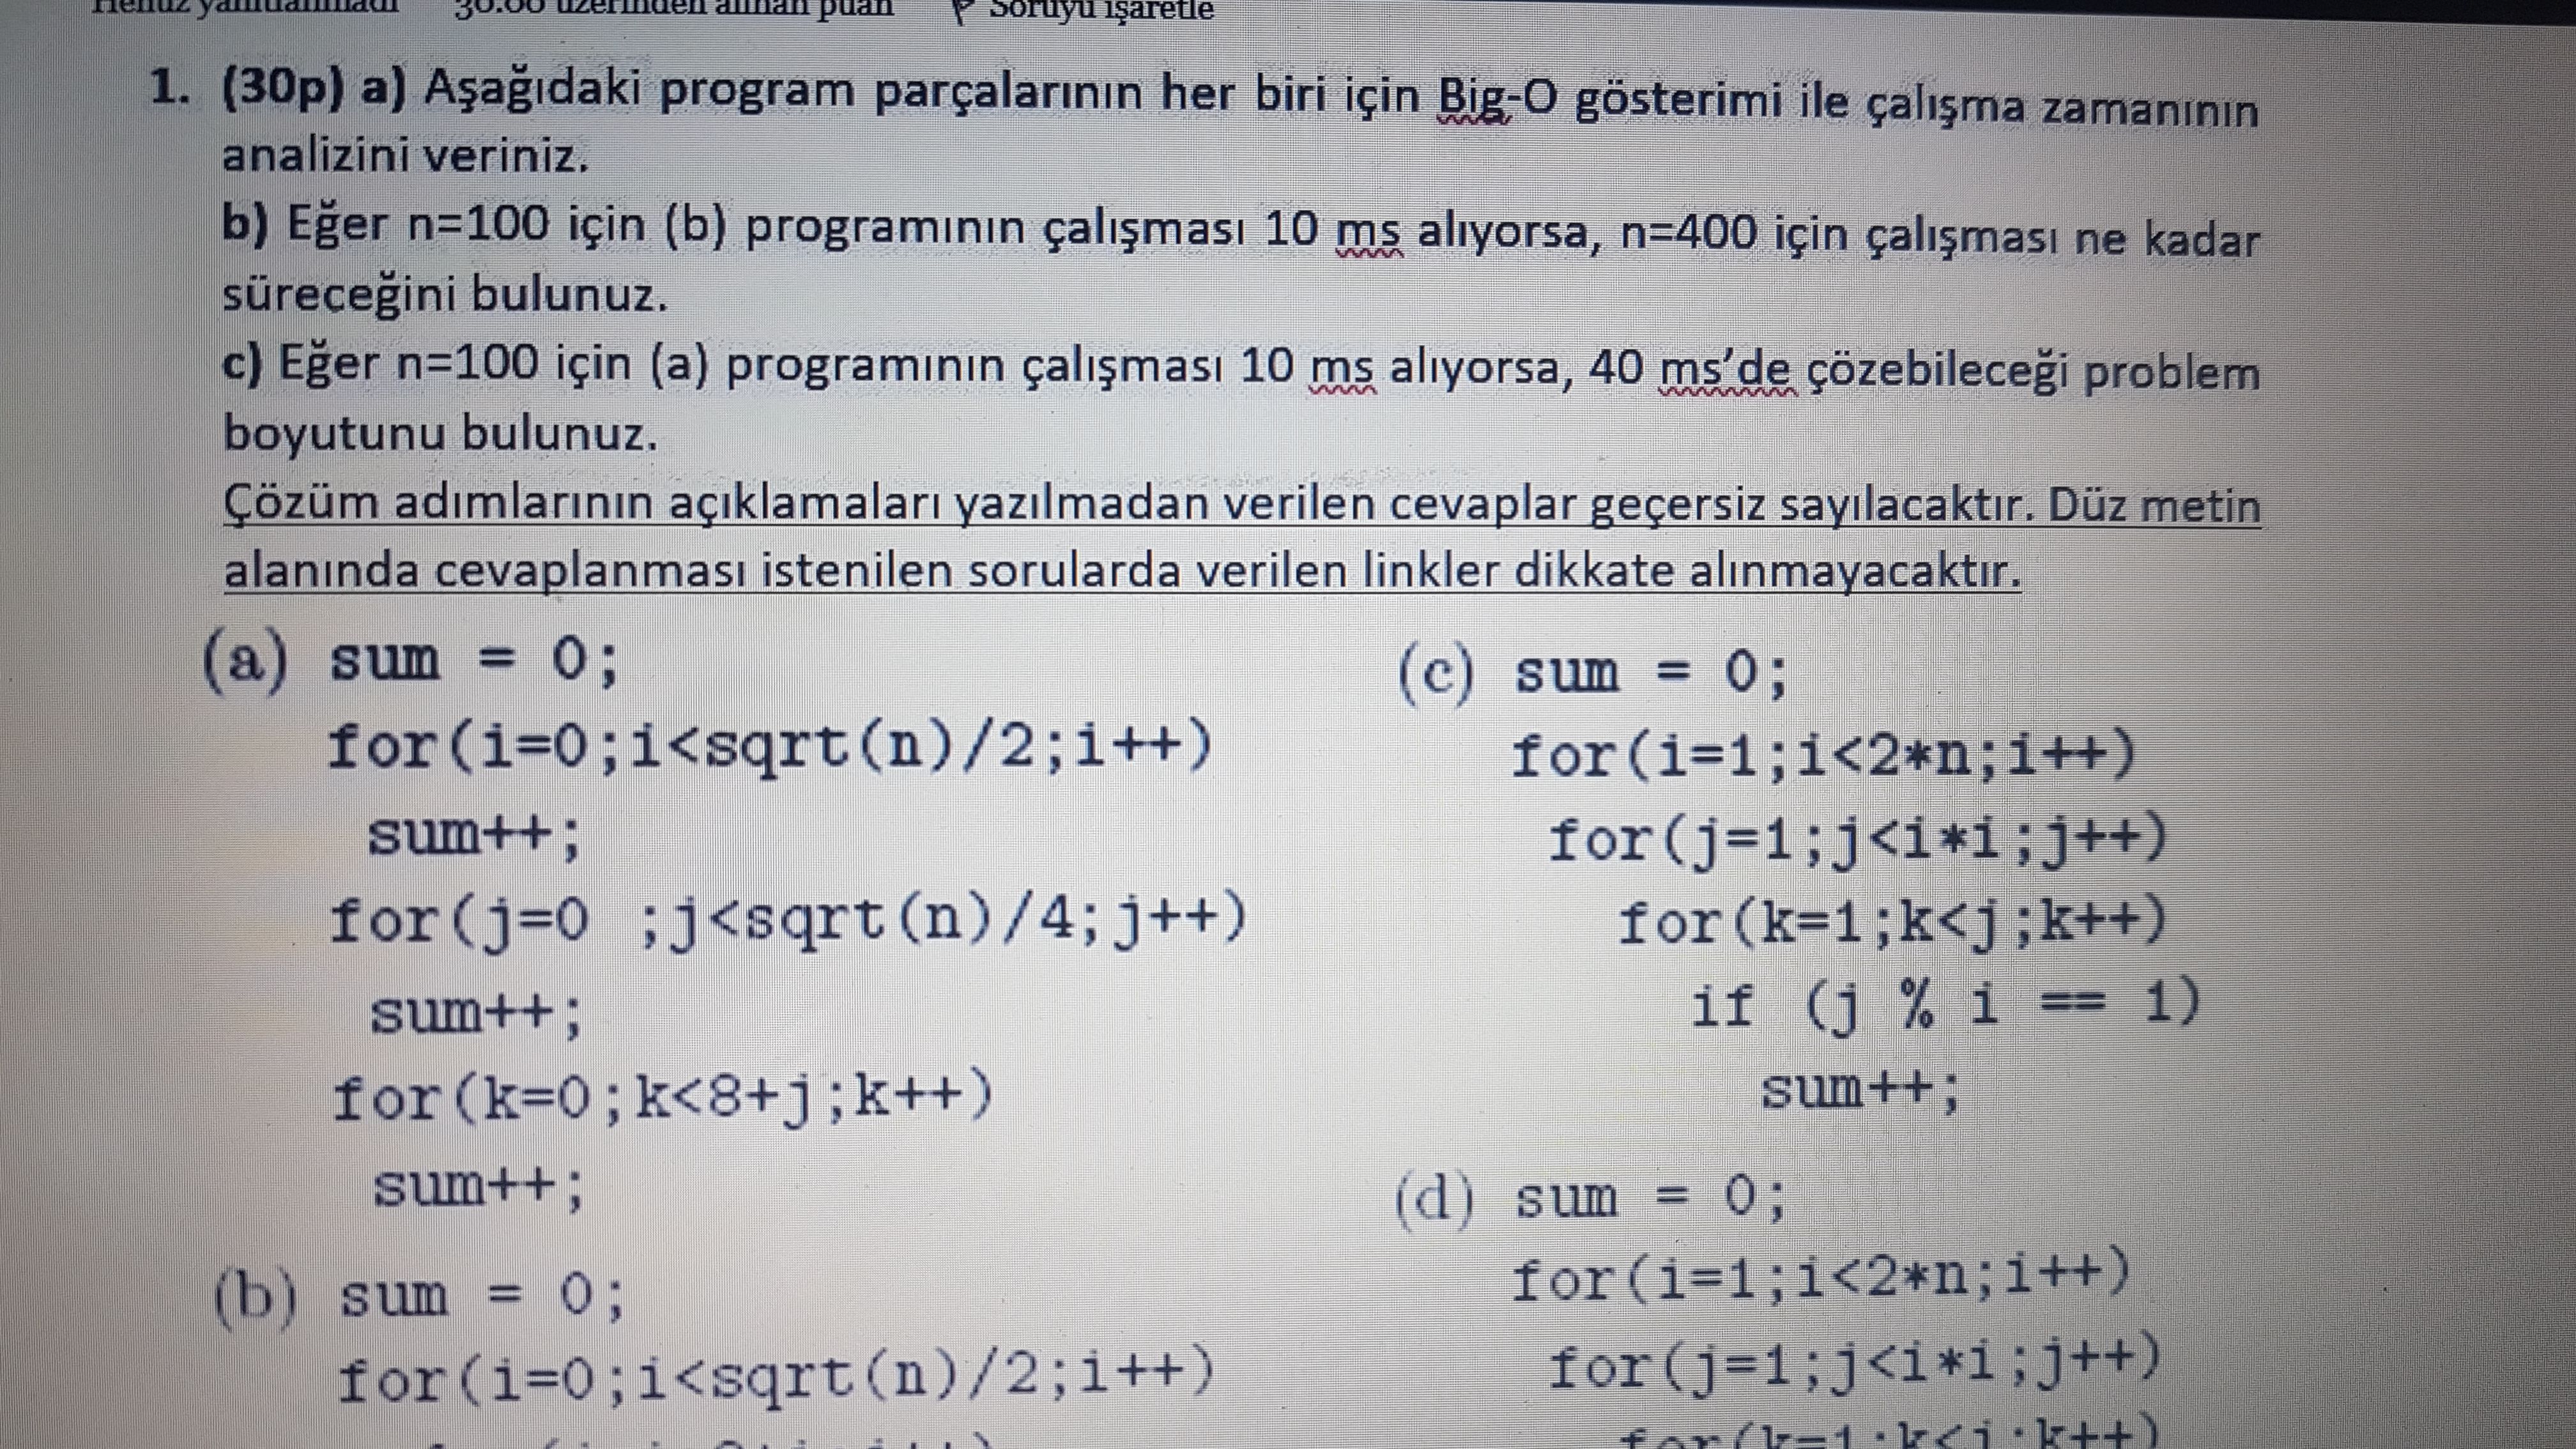 30.00 üzerinden alınan puan Soruyu işaretle
1. (30p) a) Aşağıdaki program parçalarının her biri için Big-O gösterimi ile çalışma zamanının
analizini veriniz.
b) Eğer n=100 için (b) programının çalışması 10 ms alıyorsa, n=400 için çalışması ne kadar
süreceğini bulunuz.
c) Eğer n=100 için (a) programının çalışması 10 ms alıyorsa, 40 ms’de çözebileceği problem
boyutunu bulunuz.
Çözüm adımlarının açıklamaları yazılmadan verilen cevaplar geçersiz sayılacaktır. Düz metin
alanında cevaplanması istenilen sorularda verilen linkler dikkate alınmayacaktır.
(a) sum = 0;
for(i=0;i<sqrt(n)/2;i++)
sum++;
for(j=0 ;j<sqrt(n)/4;j++)
sum++;
for(k=0;k<8+j;k++)
sum++;
(b) sum = 0;
for(i=0;i<sqrt(n)/2;i++)
(c) sum = 0;
for(i=1;i<2*n;i++)
for(j=1;j<i*i;j++)
for(k=1;k<j;k++)
if (j % i == 1)
sum++;
(d) sum = 0;
for(i=1;i<2*n;i++)
for(j=1;j<i*i;j++)
for(k=1;k<j;k++)